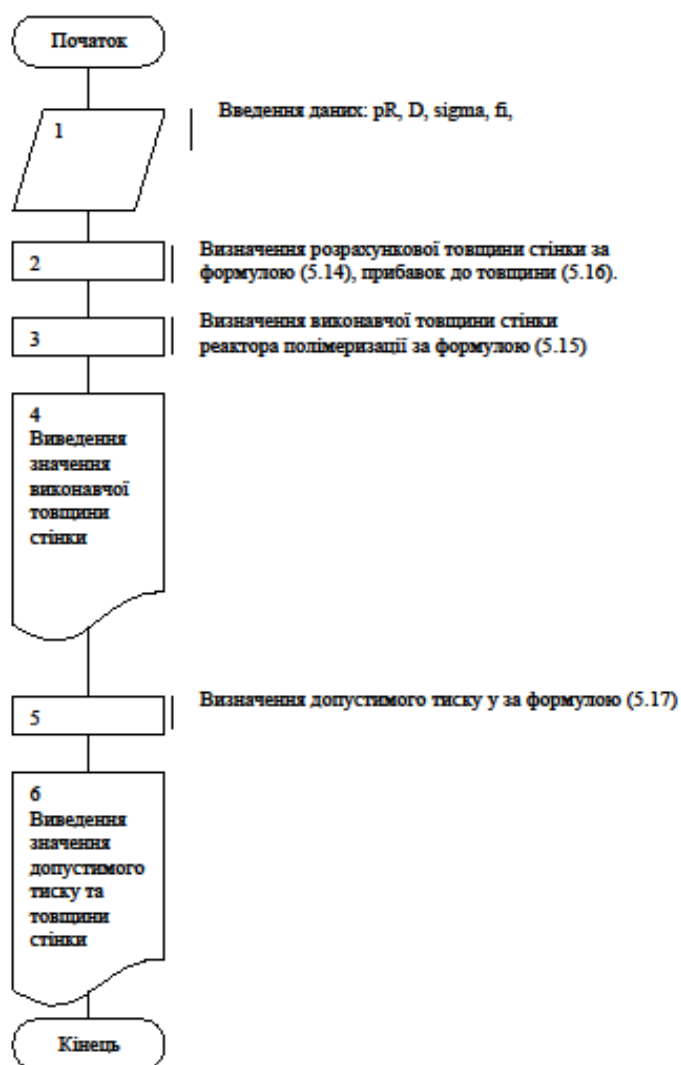 Початок
1
Введення даних: pR, D, sigma, fi,
2
Визначення розрахункової товщини стінки за
формулою (5.14), прибавок до товщини (5.16).
3
Визначення виконавчої товщини стінки
реактора полімеризації за формулою (5.15)
4
Виведення
значення
виконавчої
товщини
стінки
5
Визначення допустимого тиску у за формулою (5.17)
6
Виведення
значення
допустимого
тиску та
товщини
стінки
Кінець